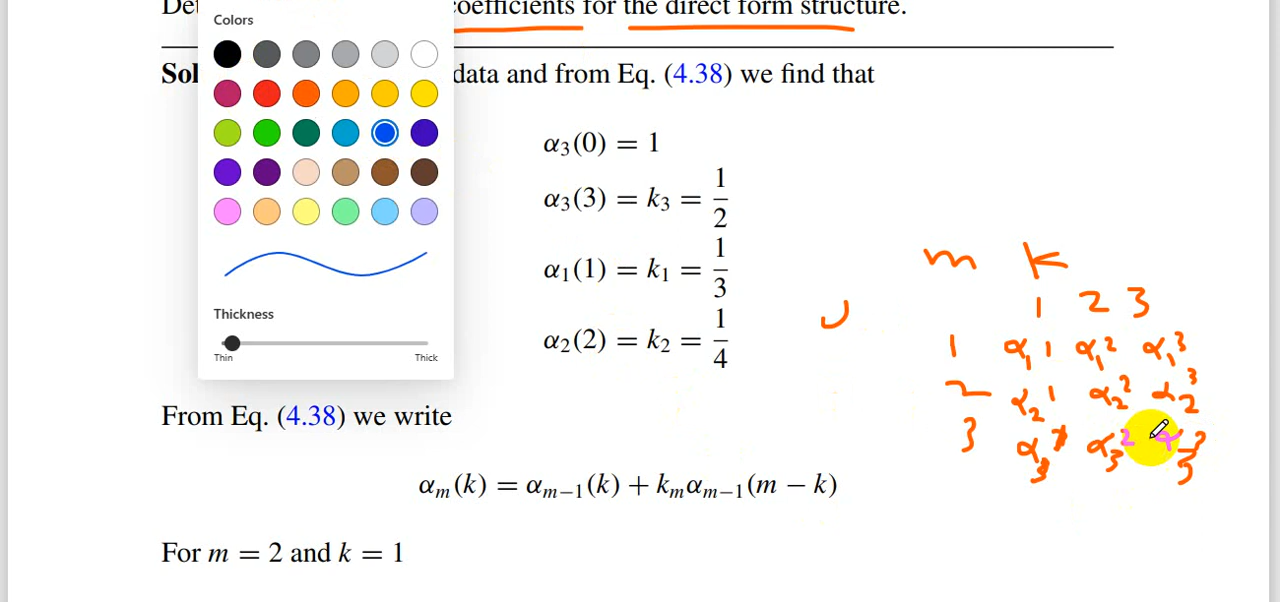 coefficients for the direct form structure.
Colors
Sol data and from Eq. (4.38) we find that
α₃(0) = 1
α₃(3) = k₃ = 1/2
α₁(1) = k₁ = 1/3
α₂(2) = k₂ = 1/4
Thickness
Thin Thick
m k
1 2 3
1 α₁1 α₁2 α₁3
2 α₂1 α₂2 α₂3
3 α₃ α₃2 α₃3
From Eq. (4.38) we write
αₘ(k) = αₘ₋₁(k) + kₘαₘ₋₁(m − k)
For m = 2 and k = 1